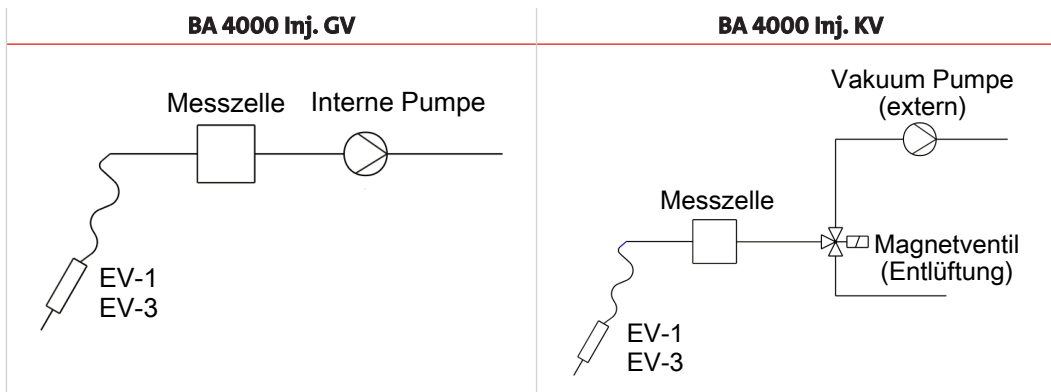 BA 4000 Inj. GV
Messzelle
Interne Pumpe
EV-1
EV-3
BA 4000 Inj. KV
Vakuum Pumpe
(extern)
Messzelle
Magnetventil
(Entlüftung)
EV-1
EV-3